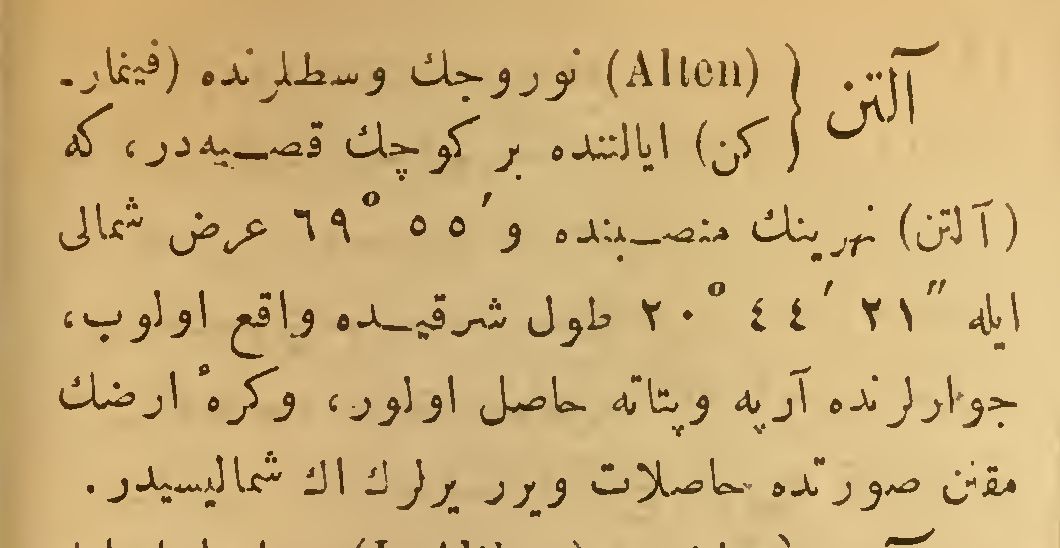 آلتن { (Alten) نوروجك وسطلرنده (فينمار-
كن) ايالتنده بر كوچك قصبه‌در، كه
(آلتن) نهرينك منصبنده و ′٥٥ °٦٩ عرض شمالى
ايله ″٢١ ′٤٤ °٢٠ طول شرقيده واقع اولوب،
جوارلرنده آرپه وپتاته حاصل اولور، وكرهٔ ارضك
مقنن صورتده حاصلات ويرر يرلرك اك شماليسيدر.